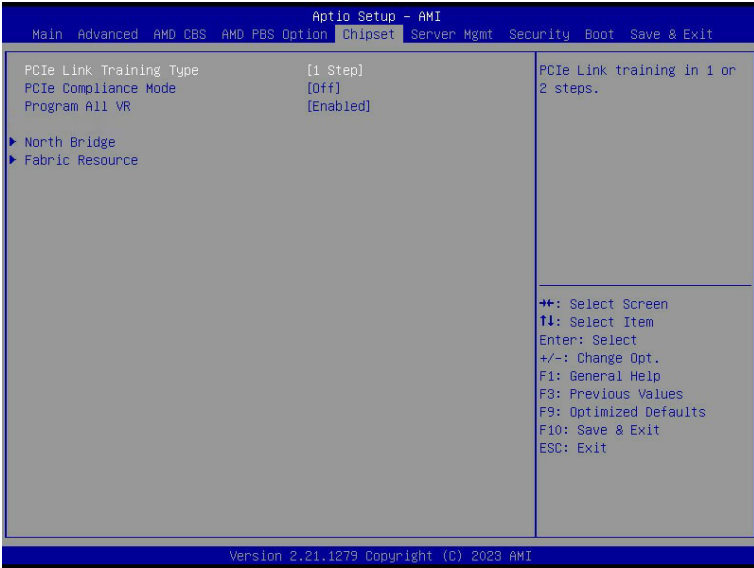 Aptio Setup – AMI
Main Advanced AMD CBS AMD PBS Option Chipset Server Mgmt Security Boot Save & Exit
PCIe Link Training Type [1 Step]
PCIe Compliance Mode [Off]
Program All VR [Enabled]
North Bridge
Fabric Resource
PCIe Link training in 1 or
2 steps.
→←: Select Screen
↑↓: Select Item
Enter: Select
+/-: Change Opt.
F1: General Help
F3: Previous Values
F9: Optimized Defaults
F10: Save & Exit
ESC: Exit
Version 2.21.1279 Copyright (C) 2023 AMI